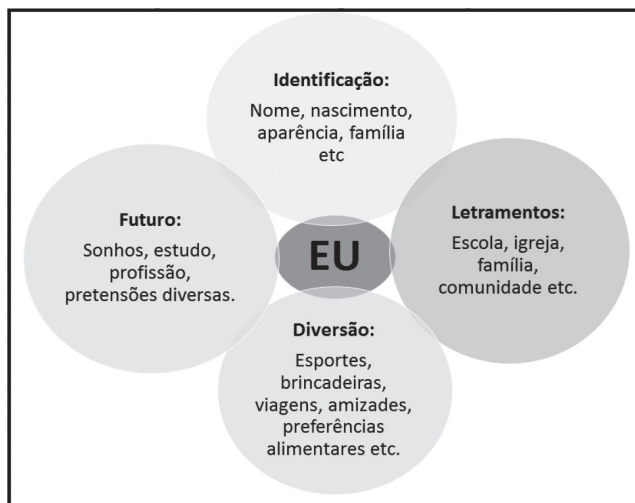 Identificação:
Nome, nascimento,
aparência, família
etc
Futuro:
Sonhos, estudo,
profissão,
pretensões diversas.
EU
Letramentos:
Escola, igreja,
família,
comunidade etc.
Diversão:
Esportes,
brincadeiras,
viagens, amizades,
preferências
alimentares etc.